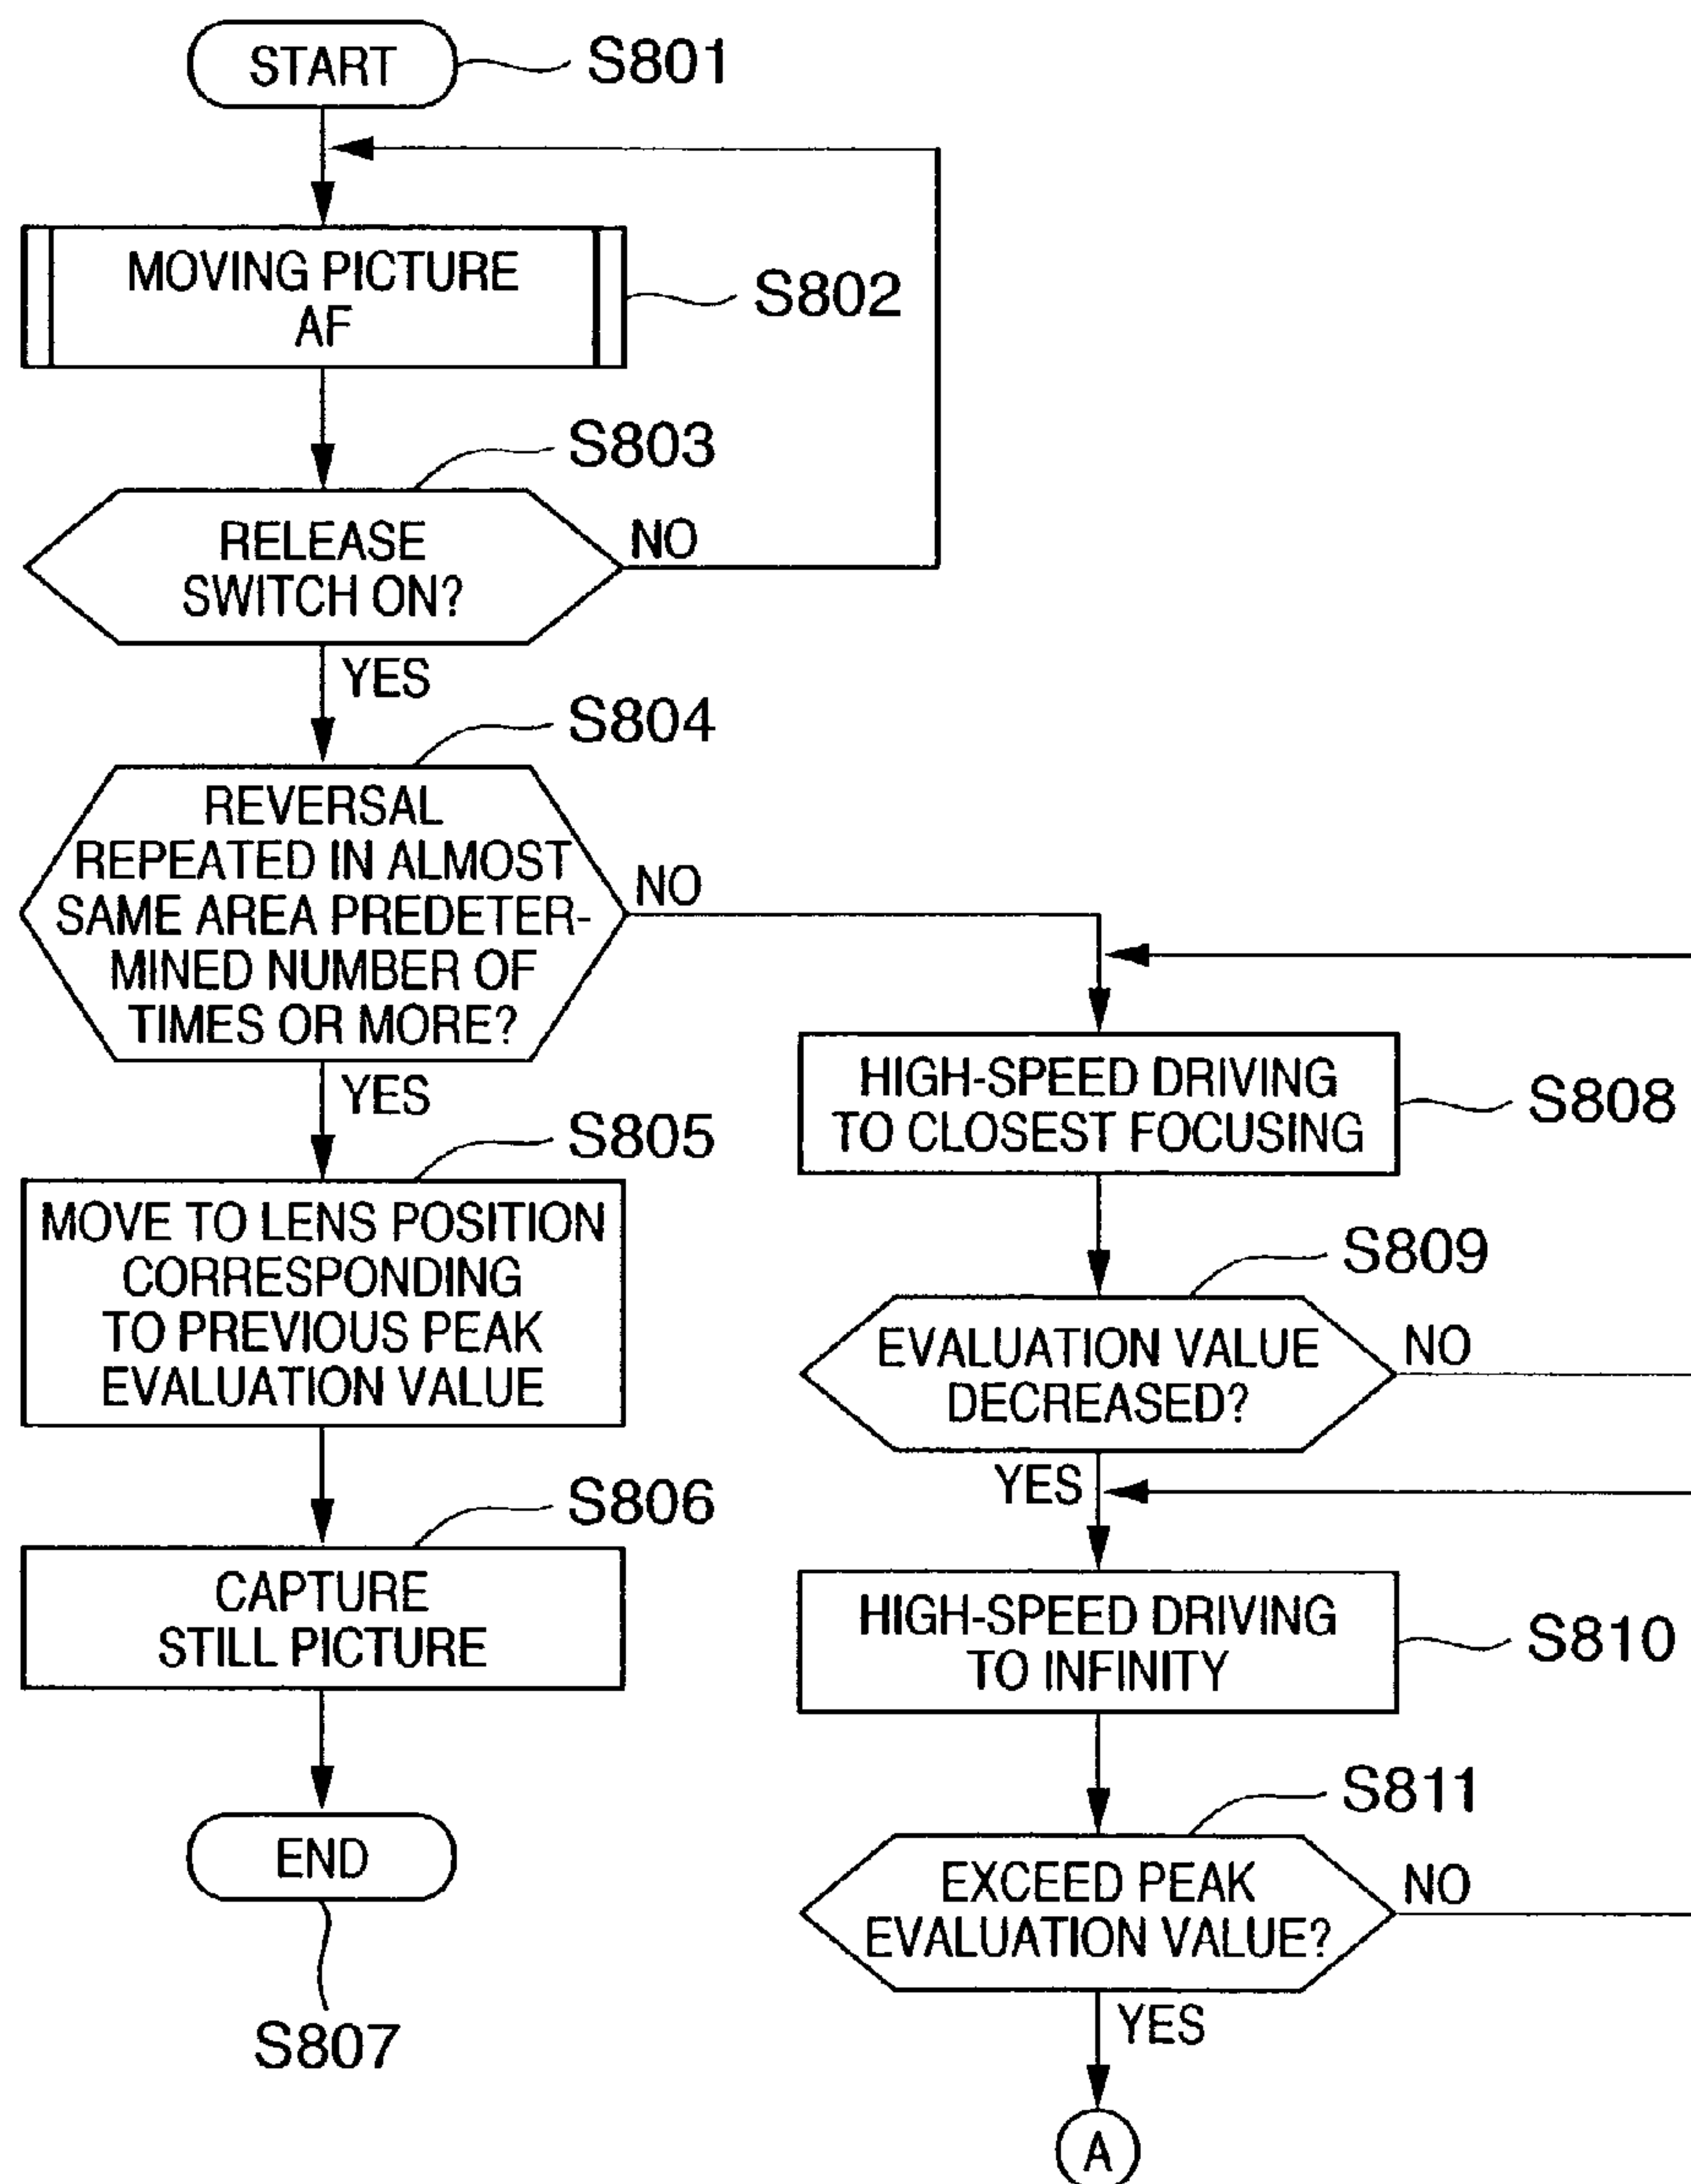 START
S801
MOVING PICTURE
AF
S802
S803
RELEASE
SWITCH ON?
NO
YES
S804
REVERSAL
REPEATED IN ALMOST
SAME AREA PREDETER-
MINED NUMBER OF
TIMES OR MORE?
NO
YES
S805
MOVE TO LENS POSITION
CORRESPONDING
TO PREVIOUS PEAK
EVALUATION VALUE
S806
CAPTURE
STILL PICTURE
END
S807
HIGH-SPEED DRIVING
TO CLOSEST FOCUSING
S808
S809
EVALUATION VALUE
DECREASED?
NO
YES
HIGH-SPEED DRIVING
TO INFINITY
S810
S811
EXCEED PEAK
EVALUATION VALUE?
NO
YES
A